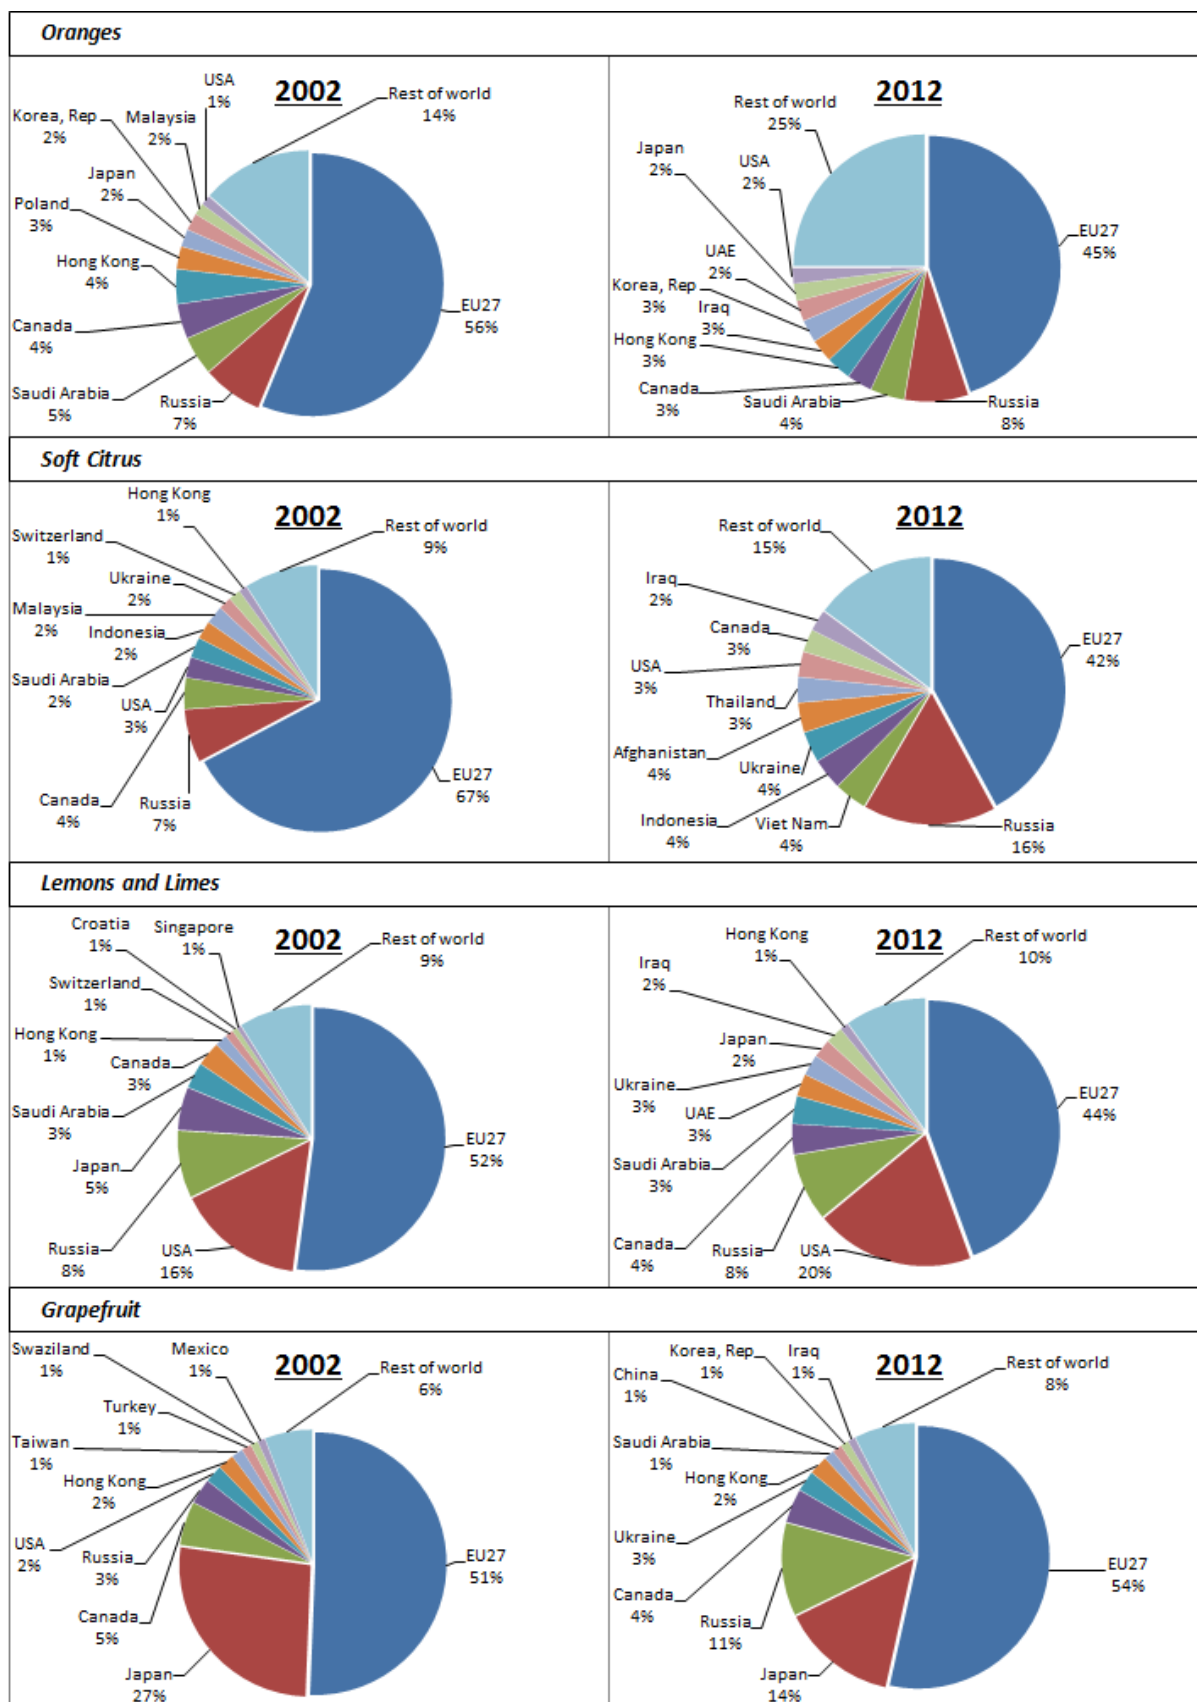 Oranges
2002
USA
1%
Rest of world
14%
Korea, Rep
2%
Malaysia
2%
Japan
2%
Poland
3%
Hong Kong
4%
Canada
4%
Saudi Arabia
5%
Russia
7%
EU27
56%
2012
Rest of world
25%
Japan
2%
USA
2%
UAE
2%
Korea, Rep
3%
Iraq
3%
Hong Kong
3%
Canada
3%
Saudi Arabia
4%
Russia
8%
EU27
45%
Soft Citrus
2002
Hong Kong
1%
Rest of world
9%
Switzerland
1%
Ukraine
2%
Malaysia
2%
Indonesia
2%
Saudi Arabia
2%
USA
3%
Canada
4%
Russia
7%
EU27
67%
2012
Rest of world
15%
Iraq
2%
Canada
3%
USA
3%
Thailand
3%
Afghanistan
4%
Ukraine
4%
Indonesia
4%
Viet Nam
4%
Russia
16%
EU27
42%
Lemons and Limes
2002
Croatia
1%
Singapore
1%
Rest of world
9%
Switzerland
1%
Hong Kong
1%
Canada
3%
Saudi Arabia
3%
Japan
5%
Russia
8%
USA
16%
EU27
52%
2012
Hong Kong
1%
Rest of world
10%
Iraq
2%
Japan
2%
Ukraine
3%
UAE
3%
Saudi Arabia
3%
Canada
4%
Russia
8%
USA
20%
EU27
44%
Grapefruit
2002
Swaziland
1%
Mexico
1%
Rest of world
6%
Turkey
1%
Taiwan
1%
Hong Kong
2%
USA
2%
Russia
3%
Canada
5%
Japan
27%
EU27
51%
2012
Korea, Rep
1%
Iraq
1%
Rest of world
8%
China
1%
Saudi Arabia
1%
Hong Kong
2%
Ukraine
3%
Canada
4%
Russia
11%
Japan
14%
EU27
54%